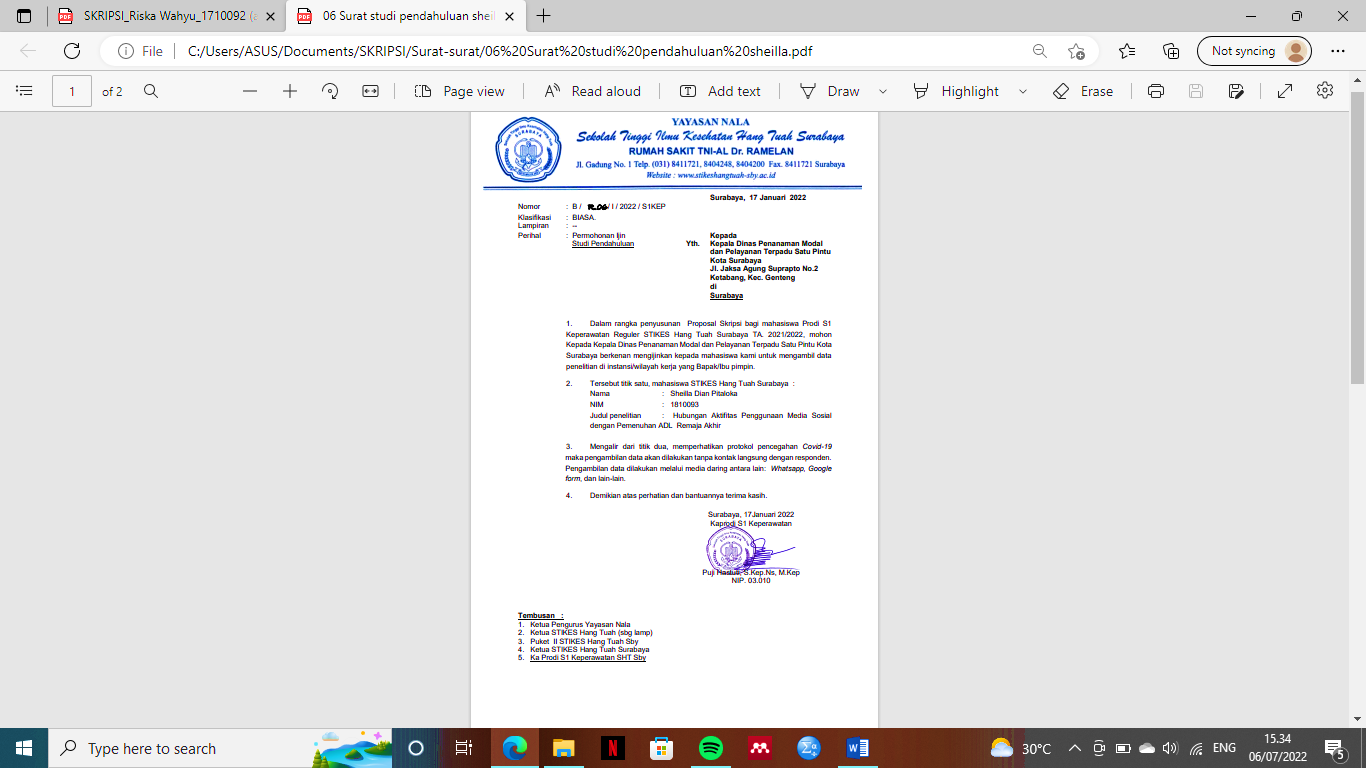 SKRIPSI_Riska Wahyu_1710092 (a
06 Surat studi pendahuluan sheil
File
C:/Users/ASUS/Documents/SKRIPSI/Surat-surat/06%20Surat%20studi%20pendahuluan%20sheilla.pdf
Not syncing
1 of 2
Page view
Read aloud
Add text
Draw
Highlight
Erase
YAYASAN NALA
Sekolah Tinggi Ilmu Kesehatan Hang Tuah Surabaya
RUMAH SAKIT TNI-AL Dr. RAMELAN
Jl. Gadung No. 1 Telp. (031) 8411721, 8404248, 8404200 Fax. 8411721 Surabaya
Website : www.stikeshangtuah-sby.ac.id
Surabaya, 17 Januari 2022
Nomor : B / / I / 2022 / S1KEP
Klasifikasi : BIASA.
Lampiran : --
Perihal : Permohonan Ijin
Studi Pendahuluan
Kepada
Yth. Kepala Dinas Penanaman Modal
dan Pelayanan Terpadu Satu Pintu
Kota Surabaya
Jl. Jaksa Agung Suprapto No.2
Ketabang, Kec. Genteng
di
Surabaya
1. Dalam rangka penyusunan Proposal Skripsi bagi mahasiswa Prodi S1
Keperawatan Reguler STIKES Hang Tuah Surabaya TA. 2021/2022, mohon
Kepada Kepala Dinas Penanaman Modal dan Pelayanan Terpadu Satu Pintu Kota
Surabaya berkenan mengijinkan kepada mahasiswa kami untuk mengambil data
penelitian di instansi/wilayah kerja yang Bapak/Ibu pimpin.
2. Tersebut titik satu, mahasiswa STIKES Hang Tuah Surabaya :
Nama : Sheilla Dian Pitaloka
NIM : 1810093
Judul penelitian : Hubungan Aktifitas Penggunaan Media Sosial
dengan Pemenuhan ADL Remaja Akhir
3. Mengalir dari titik dua, memperhatikan protokol pencegahan Covid-19
maka pengambilan data akan dilakukan tanpa kontak langsung dengan responden.
Pengambilan data dilakukan melalui media daring antara lain: Whatsapp, Google
form, dan lain-lain.
4. Demikian atas perhatian dan bantuannya terima kasih.
Surabaya, 17Januari 2022
Kaprodi S1 Keperawatan
Puji Hastuti, S.Kep.Ns, M.Kep
NIP. 03.010
Tembusan :
1. Ketua Pengurus Yayasan Nala
2. Ketua STIKES Hang Tuah (sbg lamp)
3. Puket II STIKES Hang Tuah Sby
4. Ketua STIKES Hang Tuah Surabaya
5. Ka Prodi S1 Keperawatan SHT Sby
Type here to search
30°C
ENG
15.34
06/07/2022
5